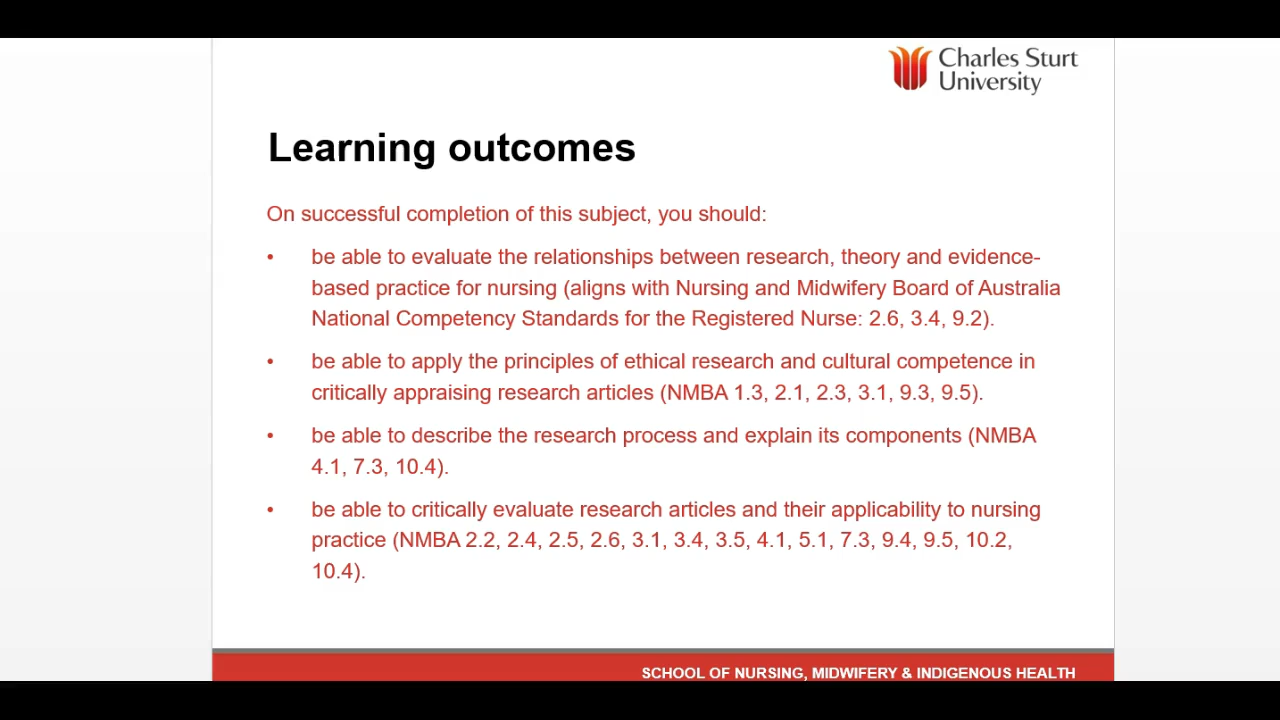 Charles Sturt
University
Learning outcomes
On successful completion of this subject, you should:
• be able to evaluate the relationships between research, theory and evidence-
based practice for nursing (aligns with Nursing and Midwifery Board of Australia
National Competency Standards for the Registered Nurse: 2.6, 3.4, 9.2).
• be able to apply the principles of ethical research and cultural competence in
critically appraising research articles (NMBA 1.3, 2.1, 2.3, 3.1, 9.3, 9.5).
• be able to describe the research process and explain its components (NMBA
4.1, 7.3, 10.4).
• be able to critically evaluate research articles and their applicability to nursing
practice (NMBA 2.2, 2.4, 2.5, 2.6, 3.1, 3.4, 3.5, 4.1, 5.1, 7.3, 9.4, 9.5, 10.2,
10.4).
SCHOOL OF NURSING, MIDWIFERY & INDIGENOUS HEALTH